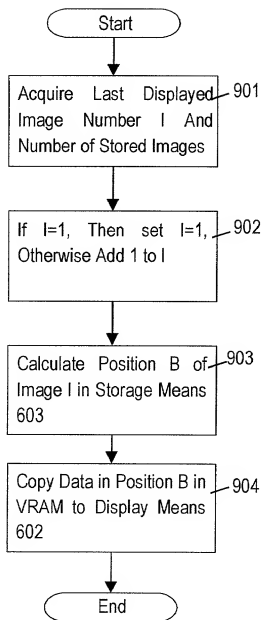 Start
Acquire Last Displayed
Image Number I And
Number of Stored Images
901
If I=1, Then set I=1,
Otherwise Add 1 to I
902
Calculate Position B of
Image I in Storage Means
603
903
Copy Data in Position B in
VRAM to Display Means
602
904
End